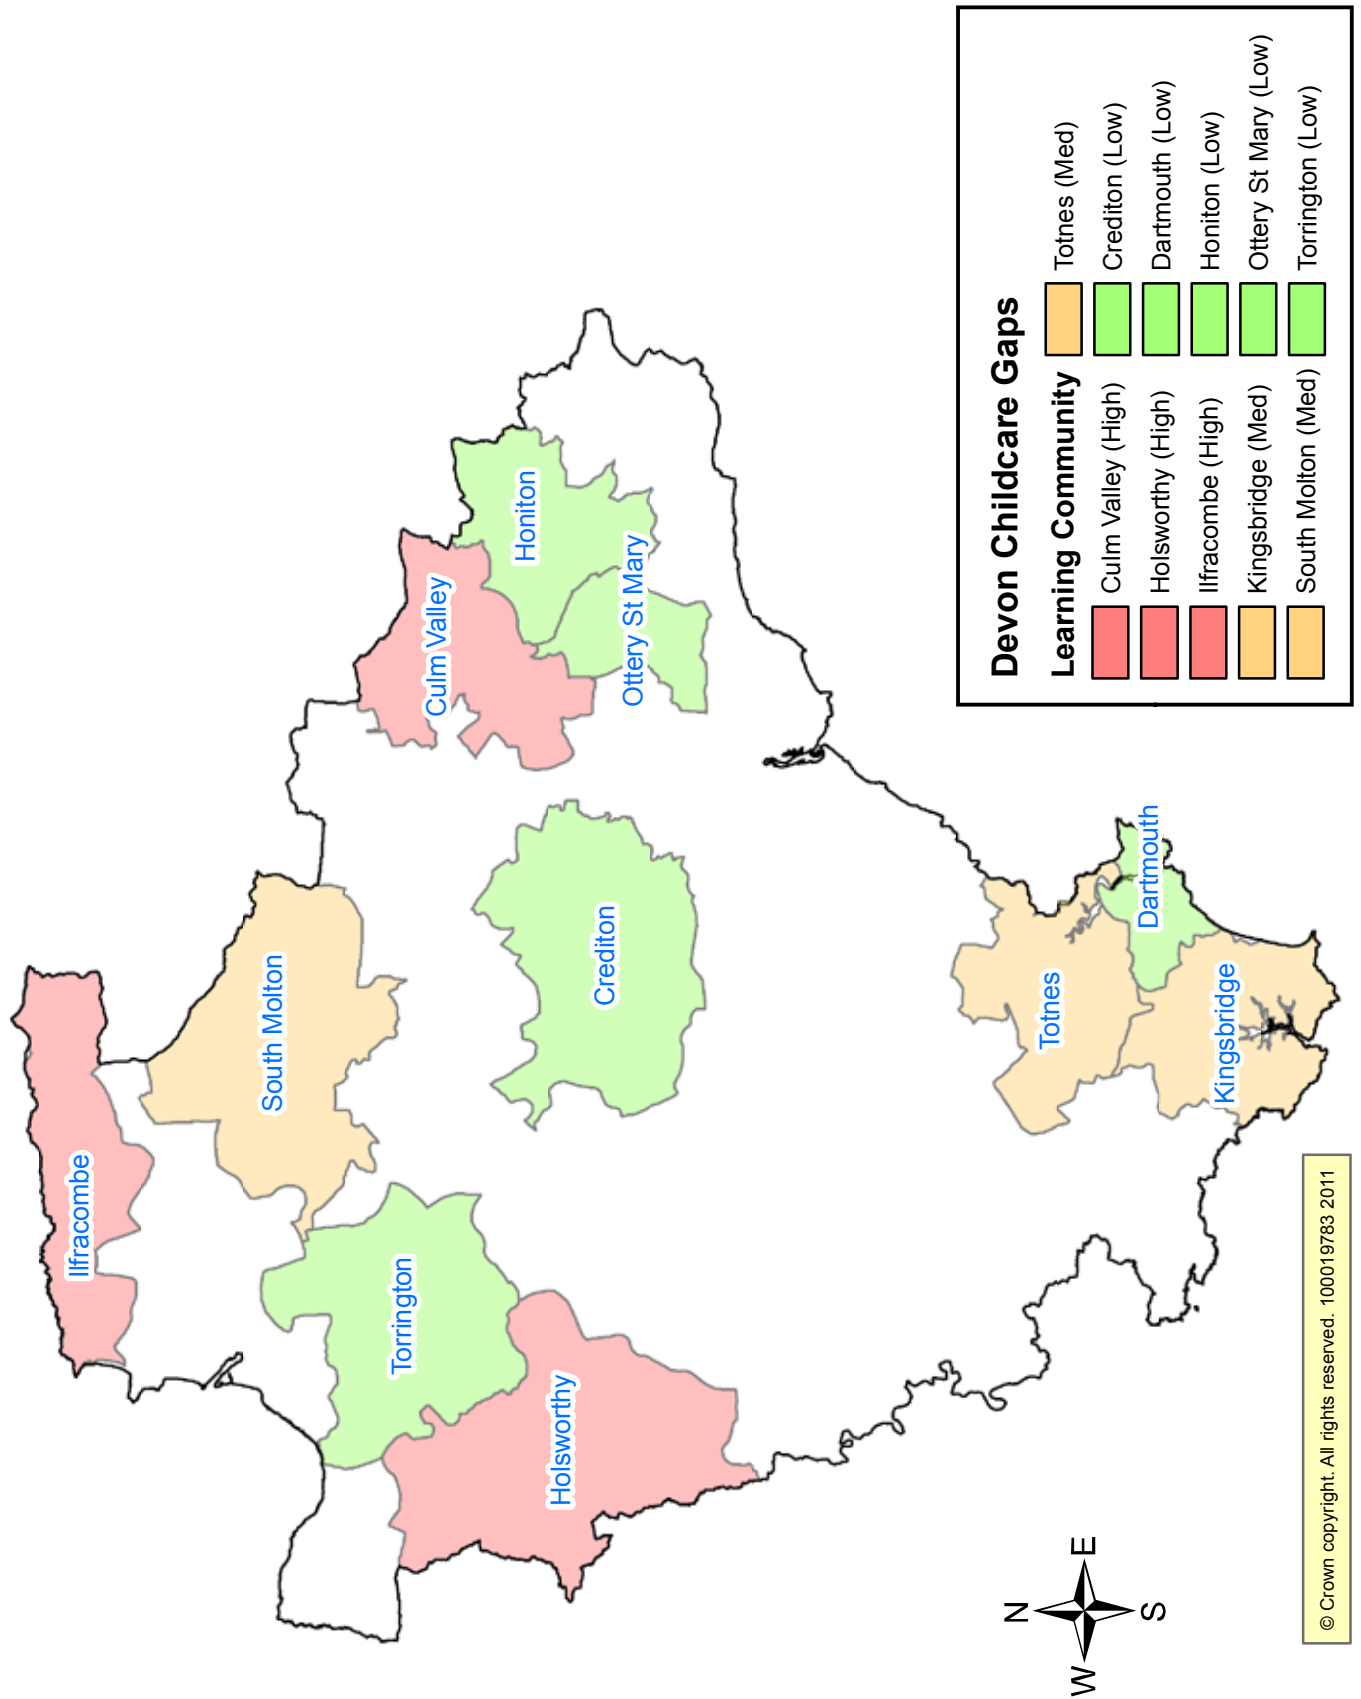 Ilfracombe
South Molton
Torrington
Culm Valley
Honiton
Holsworthy
Crediton
Ottery St Mary
Totnes
Dartmouth
Kingsbridge
N
W
E
S
Devon Childcare Gaps
Learning Community
Culm Valley (High)
Holsworthy (High)
Ilfracombe (High)
Kingsbridge (Med)
South Molton (Med)
Totnes (Med)
Crediton (Low)
Dartmouth (Low)
Honiton (Low)
Ottery St Mary (Low)
Torrington (Low)
© Crown copyright. All rights reserved. 100019783 2011